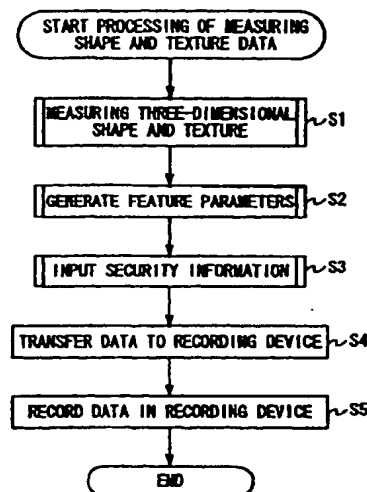 START PROCESSING OF MEASURING
SHAPE AND TEXTURE DATA
MEASURING THREE-DIMENSIONAL
SHAPE AND TEXTURE
S1
GENERATE FEATURE PARAMETERS
S2
INPUT SECURITY INFORMATION
S3
TRANSFER DATA TO RECORDING DEVICE
S4
RECORD DATA IN RECORDING DEVICE
S5
END